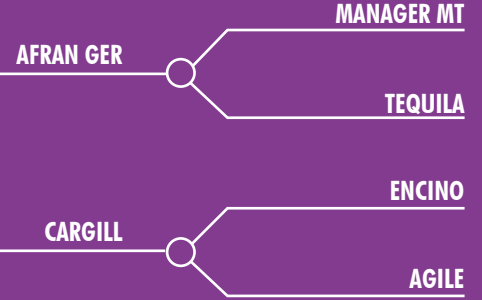 MANAGER MT
AFRAN GER
TEQUILA
ENCINO
CARGILL
AGILE